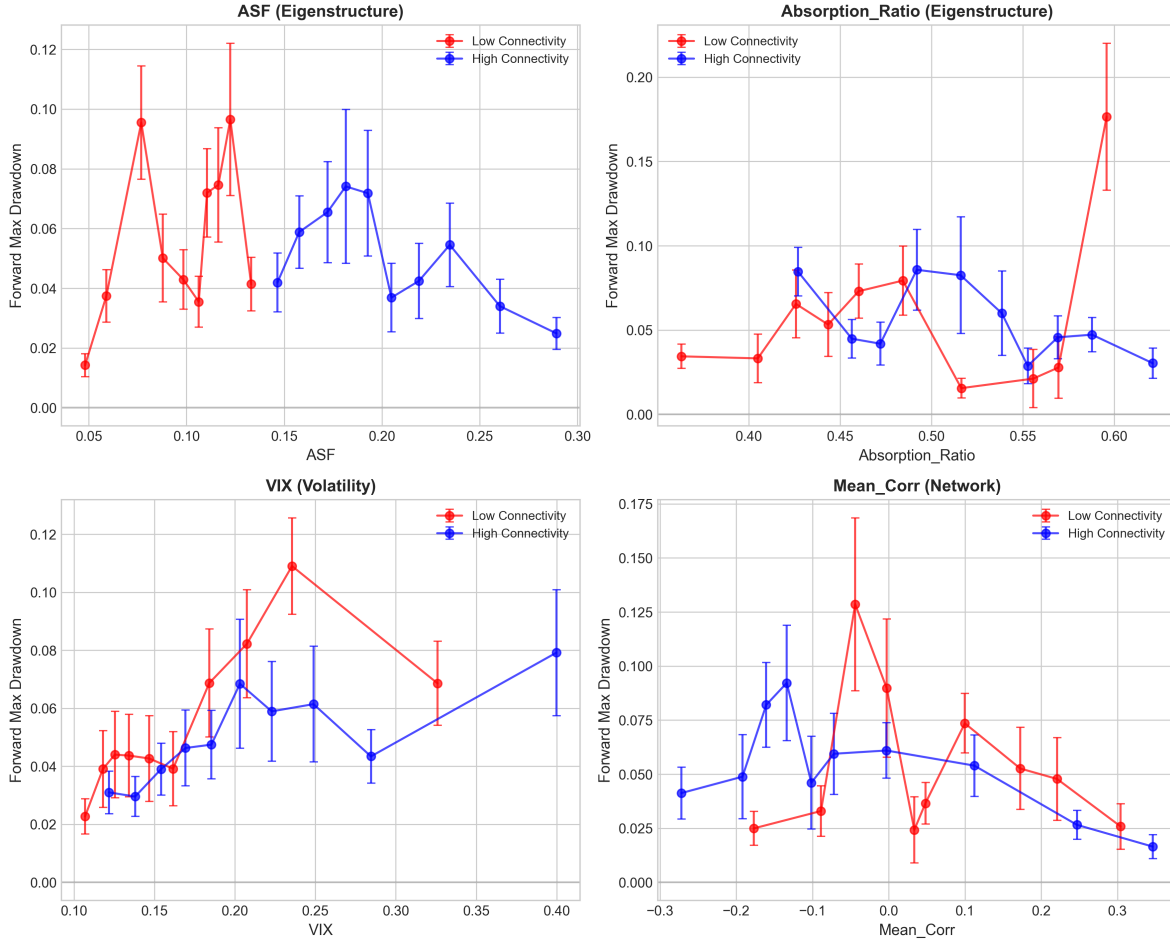 ASF (Eigenstructure)
Forward Max Drawdown
0.12
0.10
0.08
0.06
0.04
0.02
0.00
Low Connectivity
High Connectivity
0.05 0.10 0.15 0.20 0.25 0.30
ASF
Absorption_Ratio (Eigenstructure)
Forward Max Drawdown
0.20
0.15
0.10
0.05
0.00
Low Connectivity
High Connectivity
0.40 0.45 0.50 0.55 0.60
Absorption_Ratio
VIX (Volatility)
Forward Max Drawdown
0.12
0.10
0.08
0.06
0.04
0.02
0.00
Low Connectivity
High Connectivity
0.10 0.15 0.20 0.25 0.30 0.35 0.40
VIX
Mean_Corr (Network)
Forward Max Drawdown
0.175
0.150
0.125
0.100
0.075
0.050
0.025
0.000
Low Connectivity
High Connectivity
−0.3 −0.2 −0.1 0.0 0.1 0.2 0.3
Mean_Corr